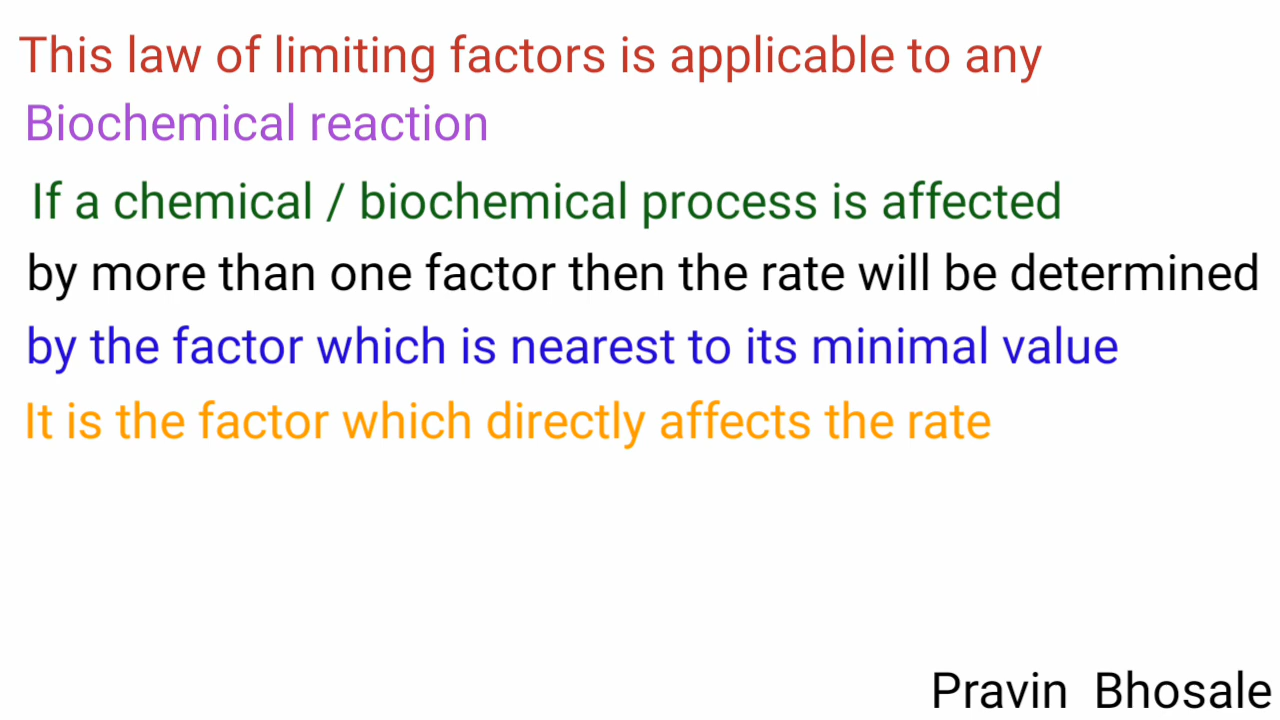 This law of limiting factors is applicable to any
Biochemical reaction
If a chemical / biochemical process is affected
by more than one factor then the rate will be determined
by the factor which is nearest to its minimal value
It is the factor which directly affects the rate
Pravin Bhosale